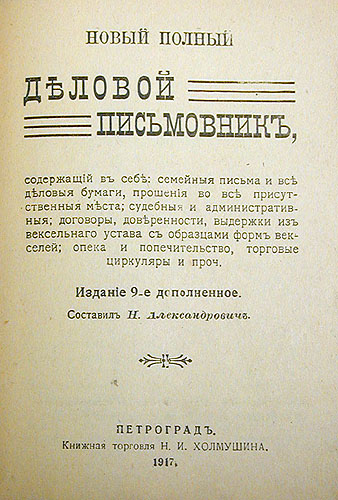 НОВЫЙ ПОЛНЫЙ
ДѢЛОВОЙ
ПИСЬМОВНИКЪ,
содержащій въ себѣ: семейныя письма и всѣ
дѣловыя бумаги, прошенія во всѣ присут-
ственныя мѣста; судебныя и административ-
ныя; договоры, довѣренности, выдержки изъ
вексельнаго устава съ образцами формъ век-
селей; опека и попечительство, торговые
циркуляры и проч.
Изданіе 9-е дополненное.
Составилъ Н. Александровичъ.
ПЕТРОГРАДЪ.
Книжная торговля Н. И. ХОЛМУШИНА.
1917.